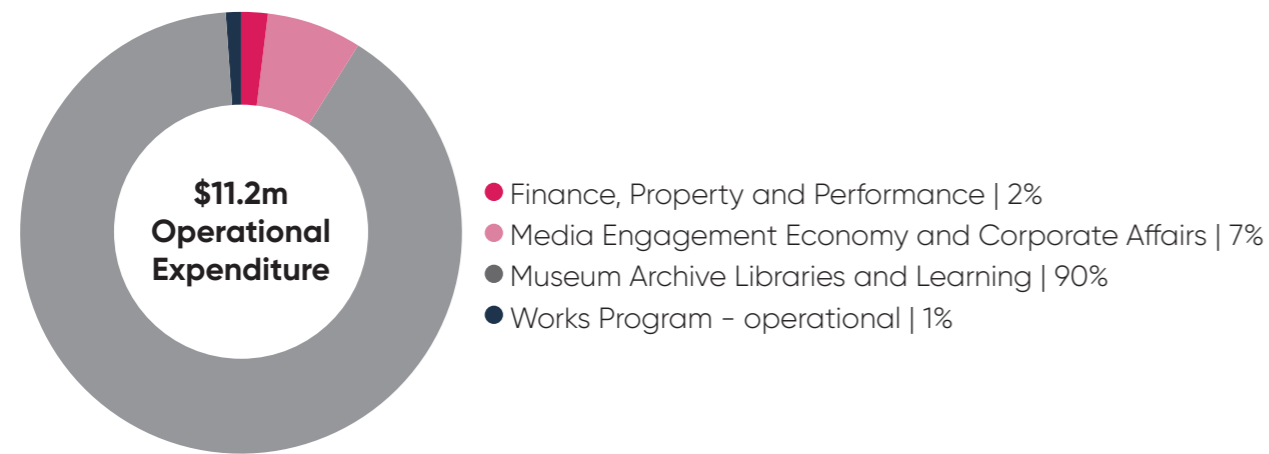 $11.2m
Operational
Expenditure
Finance, Property and Performance | 2%
Media Engagement Economy and Corporate Affairs | 7%
Museum Archive Libraries and Learning | 90%
Works Program - operational | 1%